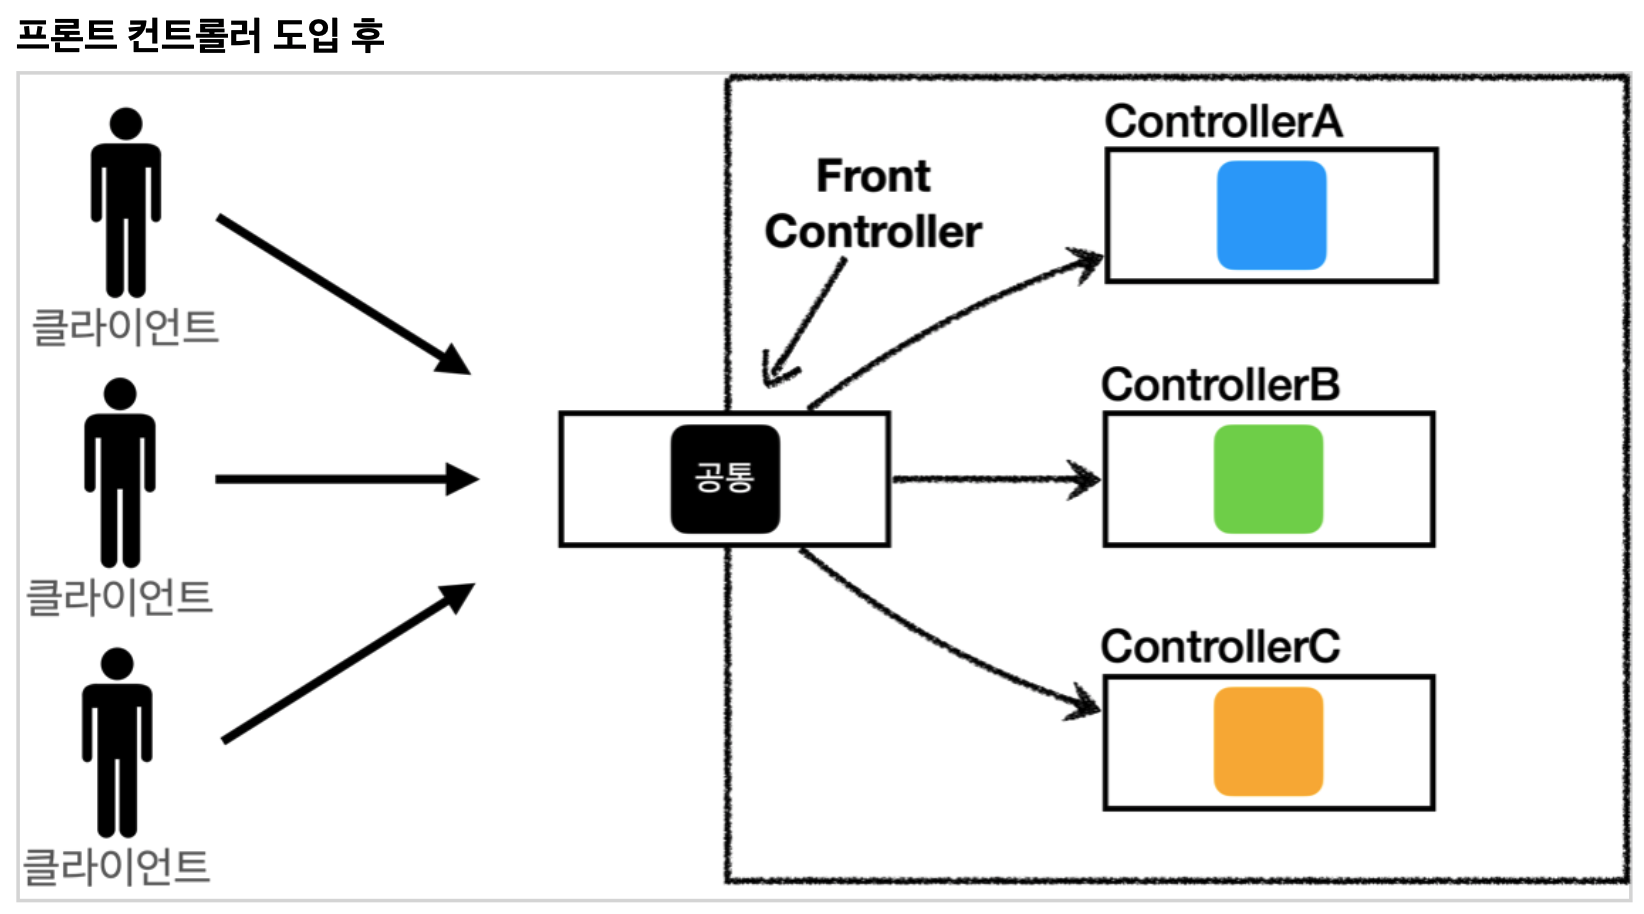 프론트 컨트롤러 도입 후
클라이언트
클라이언트
클라이언트
Front
Controller
공통
ControllerA
ControllerB
ControllerC